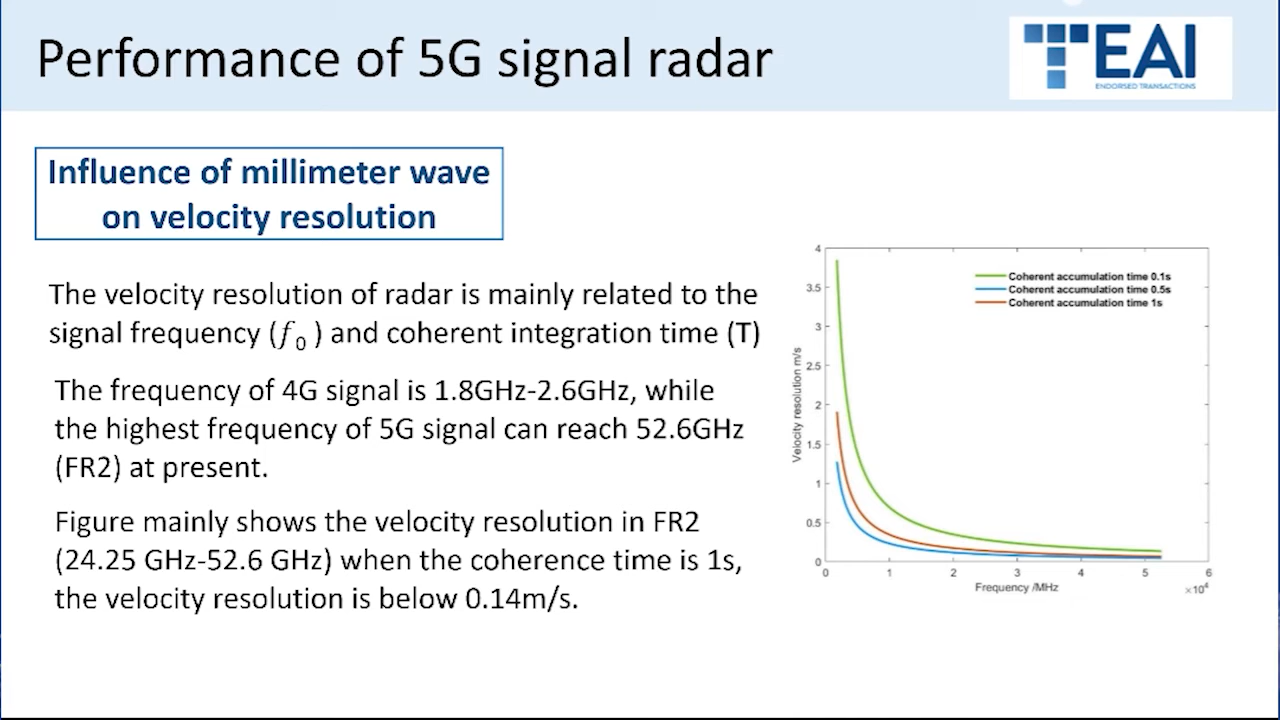 Performance of 5G signal radar
TEAI
ENDORSED TRANSACTIONS
Influence of millimeter wave
on velocity resolution
The velocity resolution of radar is mainly related to the
signal frequency (f₀ ) and coherent integration time (T)
The frequency of 4G signal is 1.8GHz-2.6GHz, while
the highest frequency of 5G signal can reach 52.6GHz
(FR2) at present.
Figure mainly shows the velocity resolution in FR2
(24.25 GHz-52.6 GHz) when the coherence time is 1s,
the velocity resolution is below 0.14m/s.
Coherent accumulation time 0.1s
Coherent accumulation time 0.5s
Coherent accumulation time 1s
Velocity resolution m/s
4
3.5
3
2.5
2
1.5
1
0.5
0
0 1 2 3 4 5 6
Frequency /MHz
×10⁴